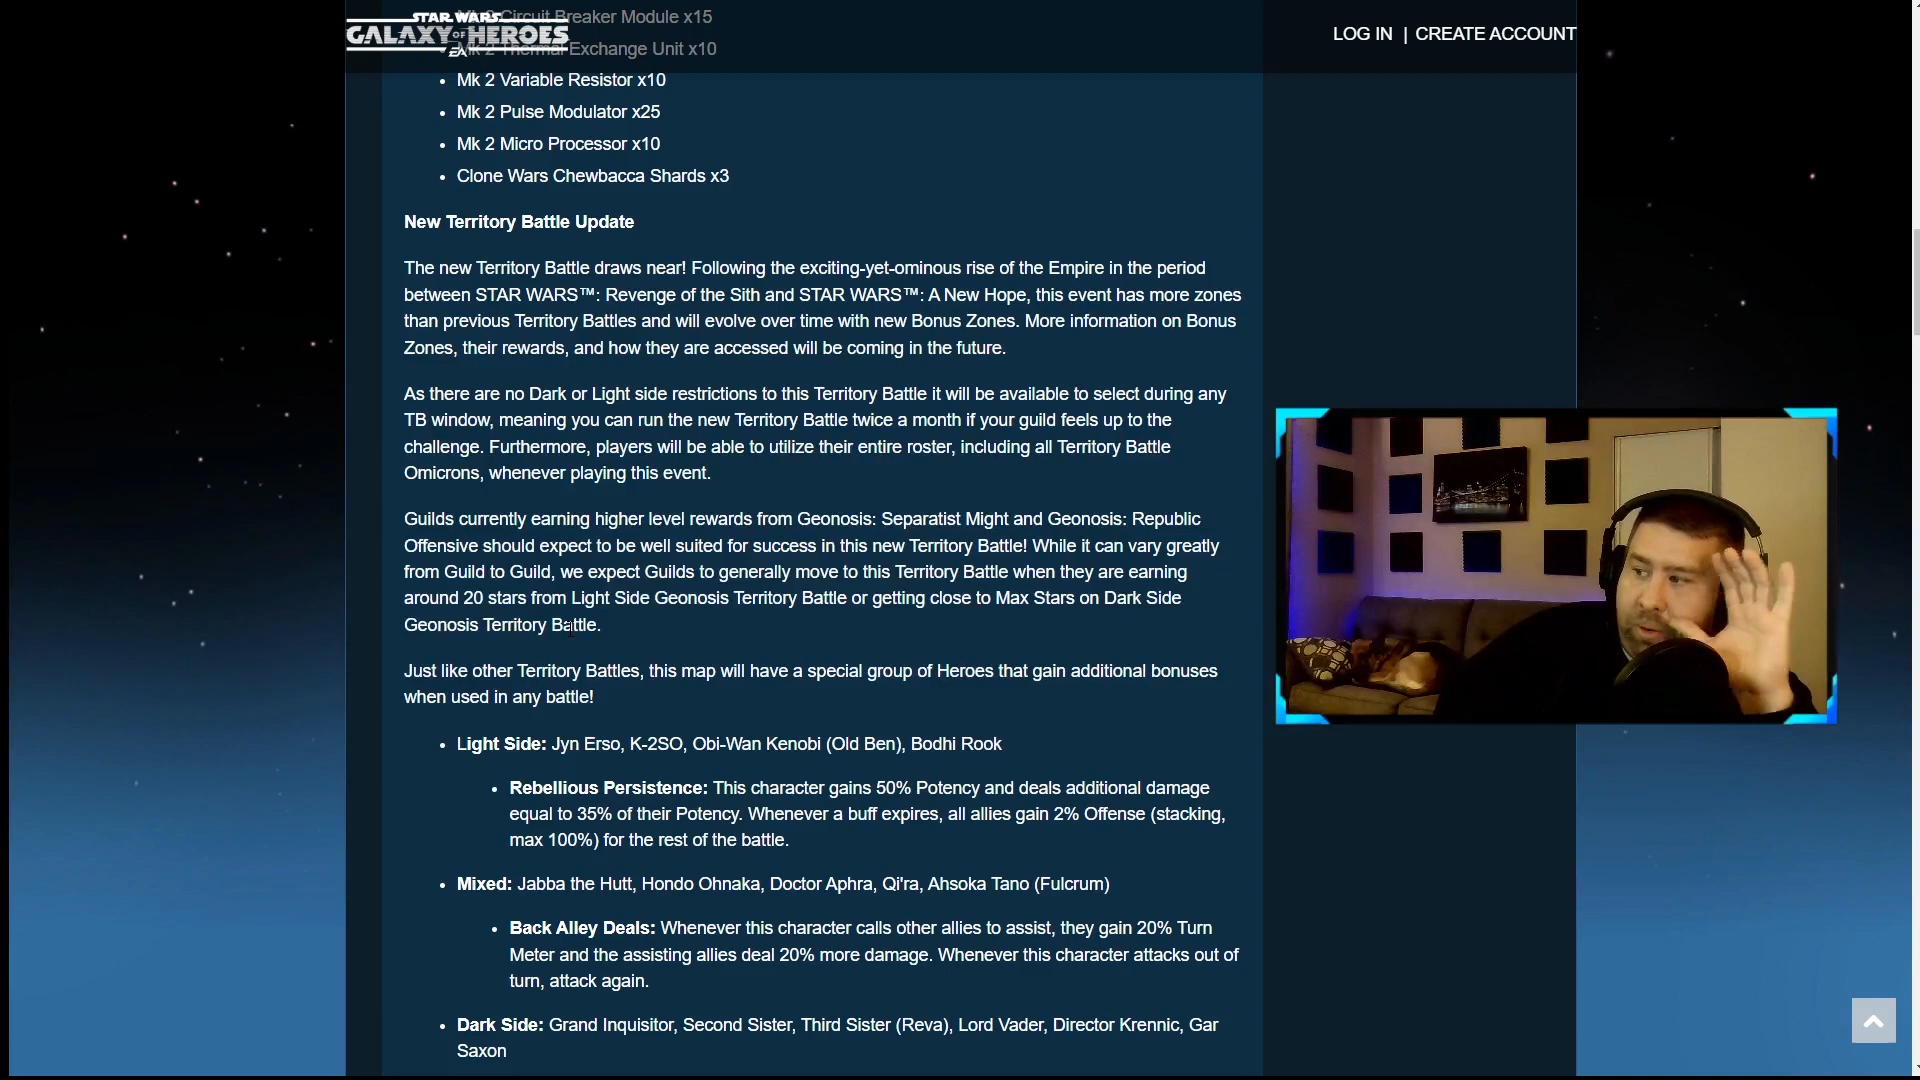 STAR WARS
GALAXY OF HEROES
EA
LOG IN | CREATE ACCOUNT
Mk 2 Circuit Breaker Module x15
Mk 2 Thermal Exchange Unit x10
Mk 2 Variable Resistor x10
Mk 2 Pulse Modulator x25
Mk 2 Micro Processor x10
Clone Wars Chewbacca Shards x3
New Territory Battle Update
The new Territory Battle draws near! Following the exciting-yet-ominous rise of the Empire in the period
between STAR WARS™: Revenge of the Sith and STAR WARS™: A New Hope, this event has more zones
than previous Territory Battles and will evolve over time with new Bonus Zones. More information on Bonus
Zones, their rewards, and how they are accessed will be coming in the future.
As there are no Dark or Light side restrictions to this Territory Battle it will be available to select during any
TB window, meaning you can run the new Territory Battle twice a month if your guild feels up to the
challenge. Furthermore, players will be able to utilize their entire roster, including all Territory Battle
Omicrons, whenever playing this event.
Guilds currently earning higher level rewards from Geonosis: Separatist Might and Geonosis: Republic
Offensive should expect to be well suited for success in this new Territory Battle! While it can vary greatly
from Guild to Guild, we expect Guilds to generally move to this Territory Battle when they are earning
around 20 stars from Light Side Geonosis Territory Battle or getting close to Max Stars on Dark Side
Geonosis Territory Battle.
Just like other Territory Battles, this map will have a special group of Heroes that gain additional bonuses
when used in any battle!
Light Side: Jyn Erso, K-2SO, Obi-Wan Kenobi (Old Ben), Bodhi Rook
Rebellious Persistence: This character gains 50% Potency and deals additional damage
equal to 35% of their Potency. Whenever a buff expires, all allies gain 2% Offense (stacking,
max 100%) for the rest of the battle.
Mixed: Jabba the Hutt, Hondo Ohnaka, Doctor Aphra, Qi'ra, Ahsoka Tano (Fulcrum)
Back Alley Deals: Whenever this character calls other allies to assist, they gain 20% Turn
Meter and the assisting allies deal 20% more damage. Whenever this character attacks out of
turn, attack again.
Dark Side: Grand Inquisitor, Second Sister, Third Sister (Reva), Lord Vader, Director Krennic, Gar
Saxon